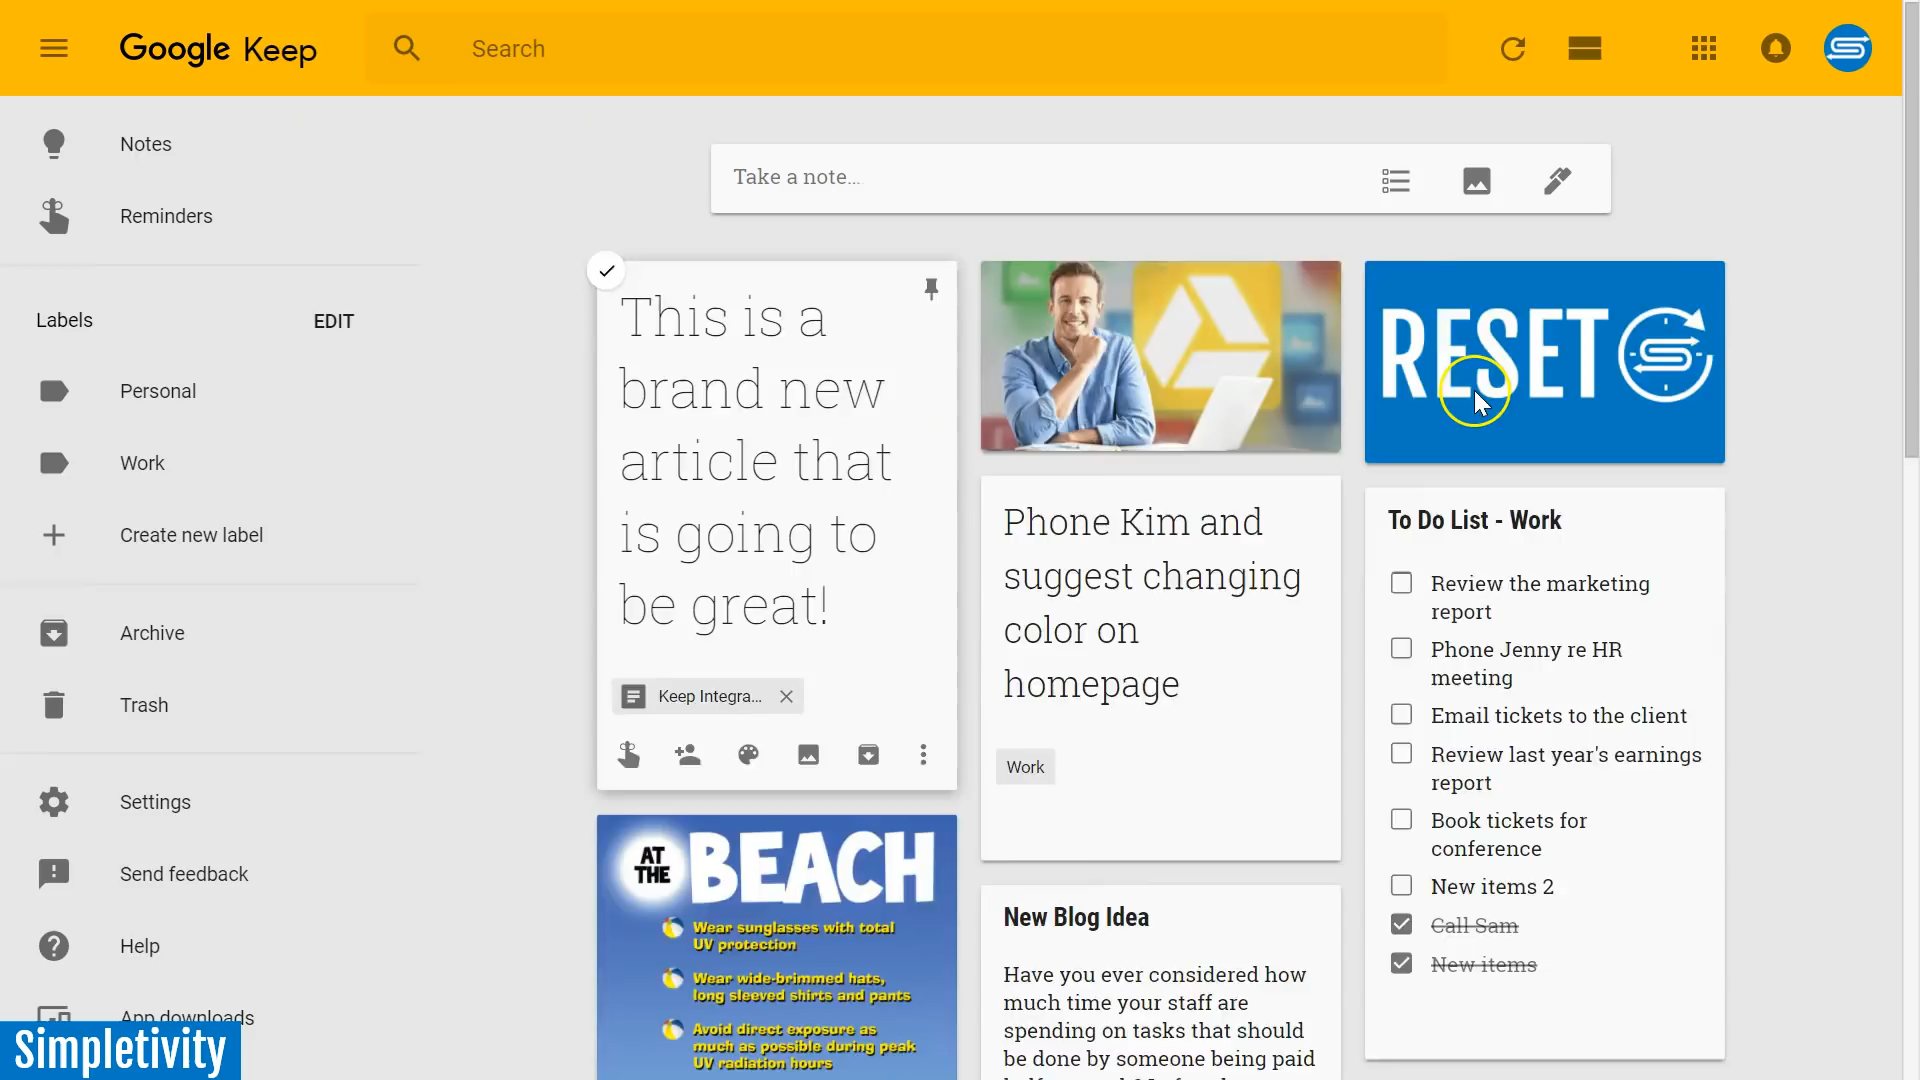 Google Keep
Search
Notes
Reminders
Labels
EDIT
Personal
Work
Create new label
Archive
Trash
Settings
Send feedback
Help
App downloads
Simpletivity
Take a note...
This is a
brand new
article that
is going to
be great!
Keep Integra...
AT
THE
BEACH
Wear sunglasses with total
UV protection
Wear wide-brimmed hats,
long sleeved shirts and pants
Avoid direct exposure as
much as possible during peak
UV radiation hours
Phone Kim and
suggest changing
color on
homepage
Work
New Blog Idea
Have you ever considered how
much time your staff are
spending on tasks that should
be done by someone being paid
RESET
To Do List - Work
Review the marketing
report
Phone Jenny re HR
meeting
Email tickets to the client
Review last year's earnings
report
Book tickets for
conference
New items 2
Call Sam
New items